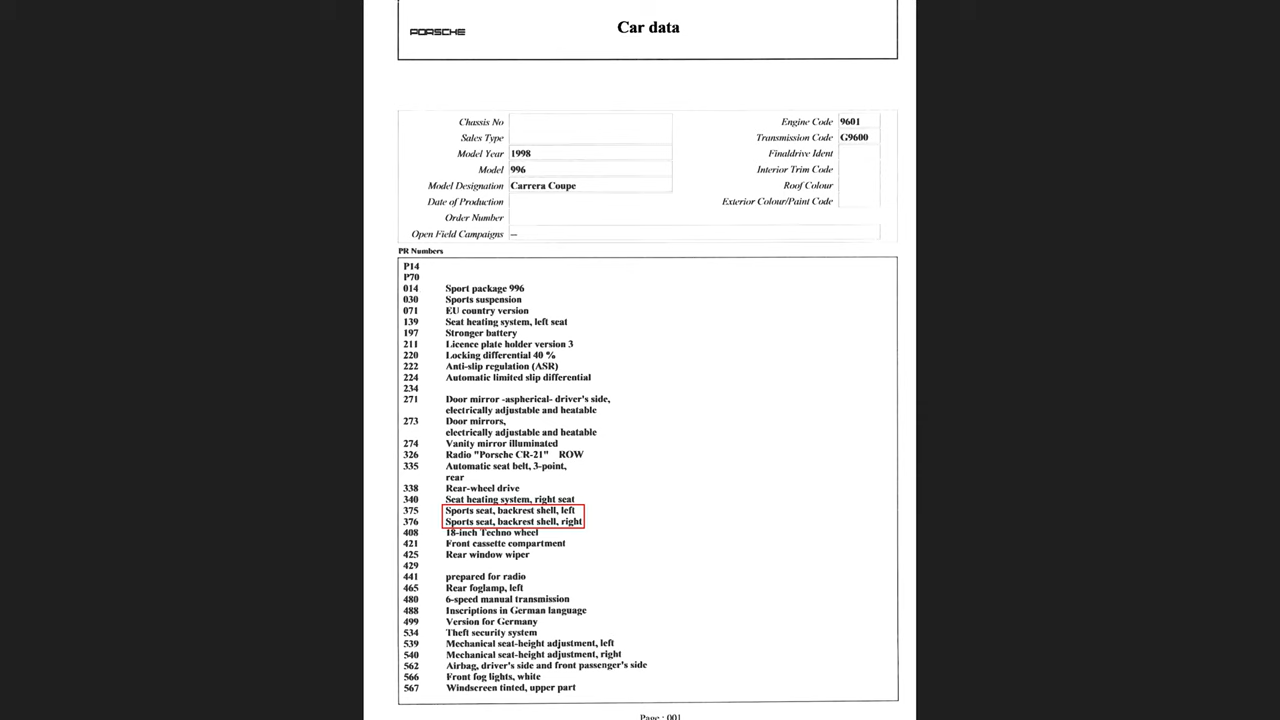 PORSCHE
Car data
Chassis No
Engine Code 9601
Sales Type
Transmission Code G9600
Model Year 1998
Finaldrive Ident
Model 996
Interior Trim Code
Model Designation Carrera Coupe
Roof Colour
Date of Production
Exterior Colour/Paint Code
Order Number
Open Field Campaigns –
PR Numbers
P14
P70
014 Sport package 996
030 Sports suspension
071 EU country version
139 Seat heating system, left seat
197 Stronger battery
211 Licence plate holder version 3
220 Locking differential 40 %
222 Anti-slip regulation (ASR)
224 Automatic limited slip differential
234
271 Door mirror -aspherical- driver's side,
electrically adjustable and heatable
273 Door mirrors,
electrically adjustable and heatable
274 Vanity mirror illuminated
326 Radio "Porsche CR-21" ROW
335 Automatic seat belt, 3-point,
rear
338 Rear-wheel drive
340 Seat heating system, right seat
375 Sports seat, backrest shell, left
376 Sports seat, backrest shell, right
408 18-inch Techno wheel
421 Front cassette compartment
425 Rear window wiper
429
441 prepared for radio
465 Rear foglamp, left
480 6-speed manual transmission
488 Inscriptions in German language
499 Version for Germany
534 Theft security system
539 Mechanical seat-height adjustment, left
540 Mechanical seat-height adjustment, right
562 Airbag, driver's side and front passenger's side
566 Front fog lights, white
567 Windscreen tinted, upper part
Page : 001